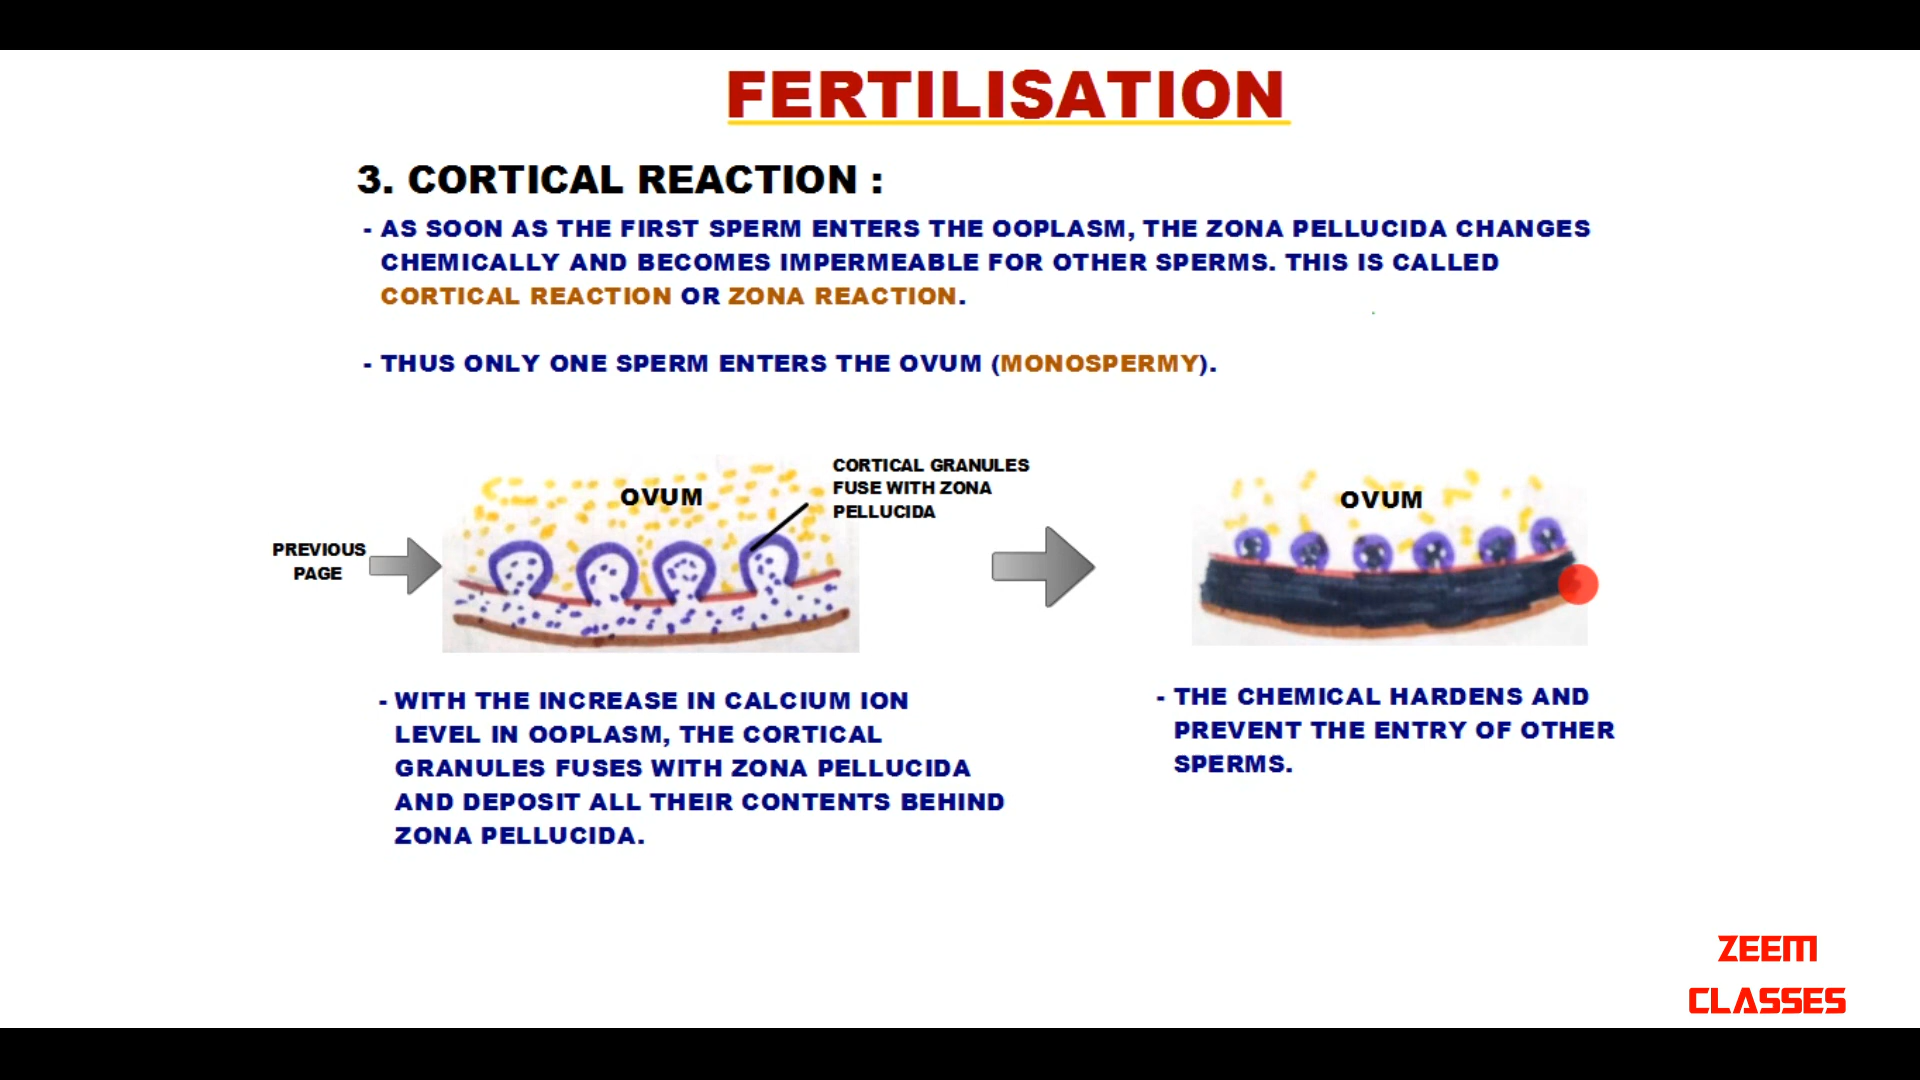 FERTILISATION
3. CORTICAL REACTION :
- AS SOON AS THE FIRST SPERM ENTERS THE OOPLASM, THE ZONA PELLUCIDA CHANGES
CHEMICALLY AND BECOMES IMPERMEABLE FOR OTHER SPERMS. THIS IS CALLED
CORTICAL REACTION OR ZONA REACTION.
- THUS ONLY ONE SPERM ENTERS THE OVUM (MONOSPERMY).
PREVIOUS
PAGE
OVUM
CORTICAL GRANULES
FUSE WITH ZONA
PELLUCIDA
OVUM
- WITH THE INCREASE IN CALCIUM ION
LEVEL IN OOPLASM, THE CORTICAL
GRANULES FUSES WITH ZONA PELLUCIDA
AND DEPOSIT ALL THEIR CONTENTS BEHIND
ZONA PELLUCIDA.
- THE CHEMICAL HARDENS AND
PREVENT THE ENTRY OF OTHER
SPERMS.
ZEEM
CLASSES